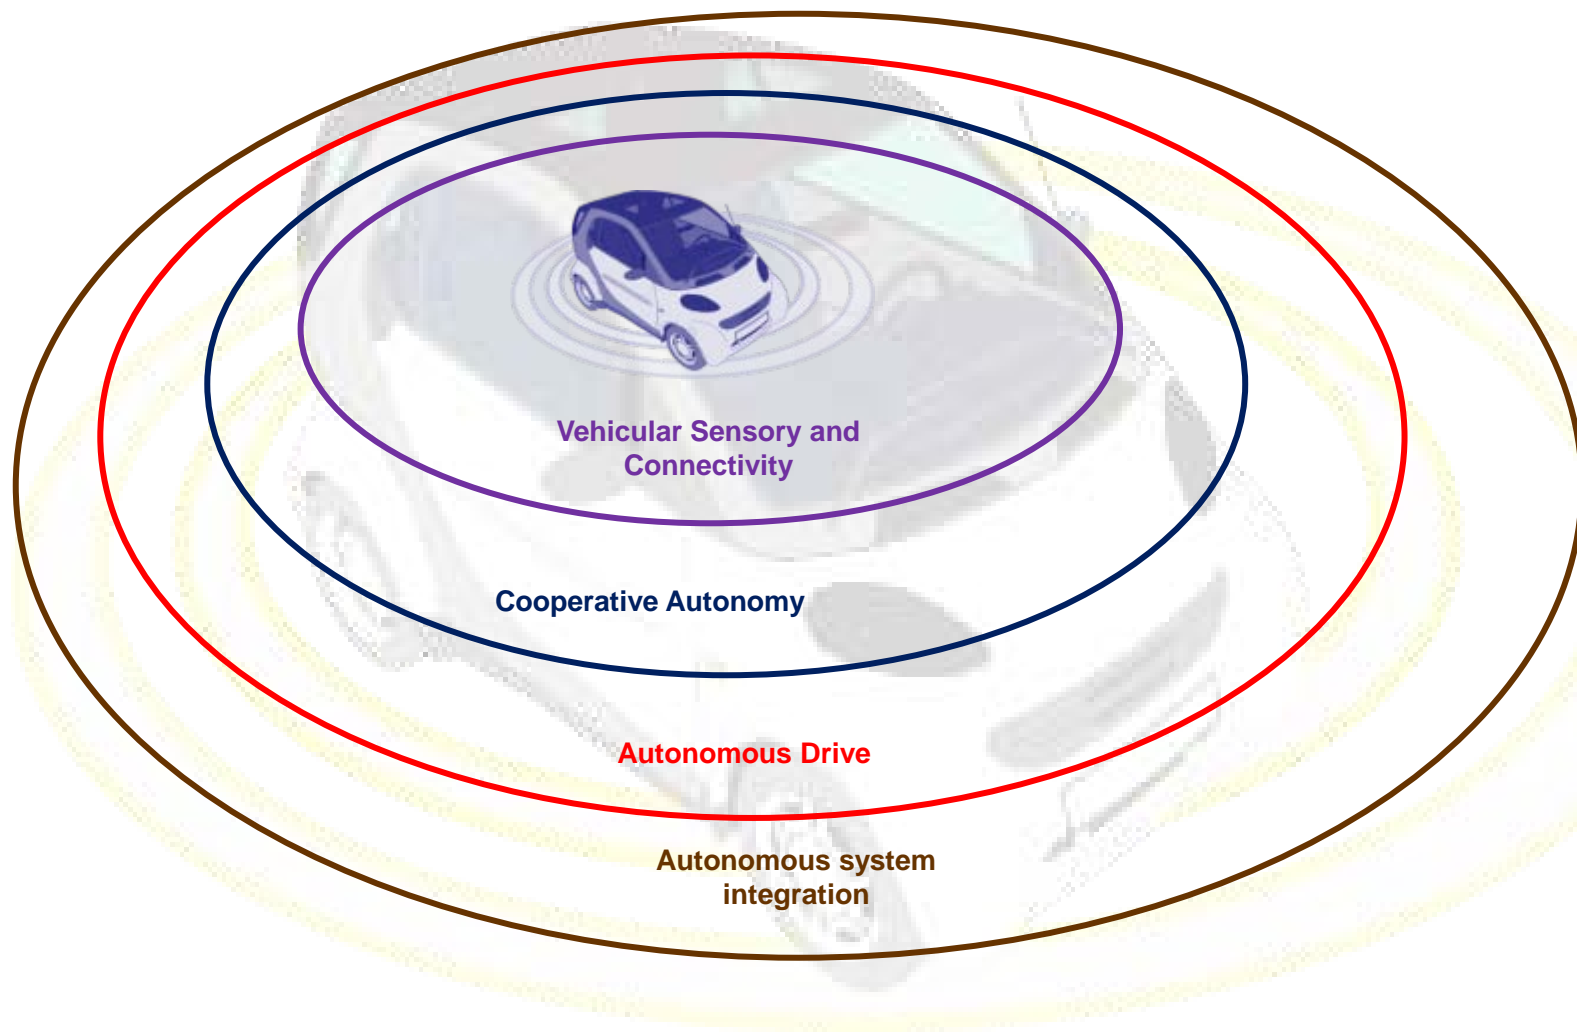 Vehicular Sensory and
Connectivity
Cooperative Autonomy
Autonomous Drive
Autonomous system
integration